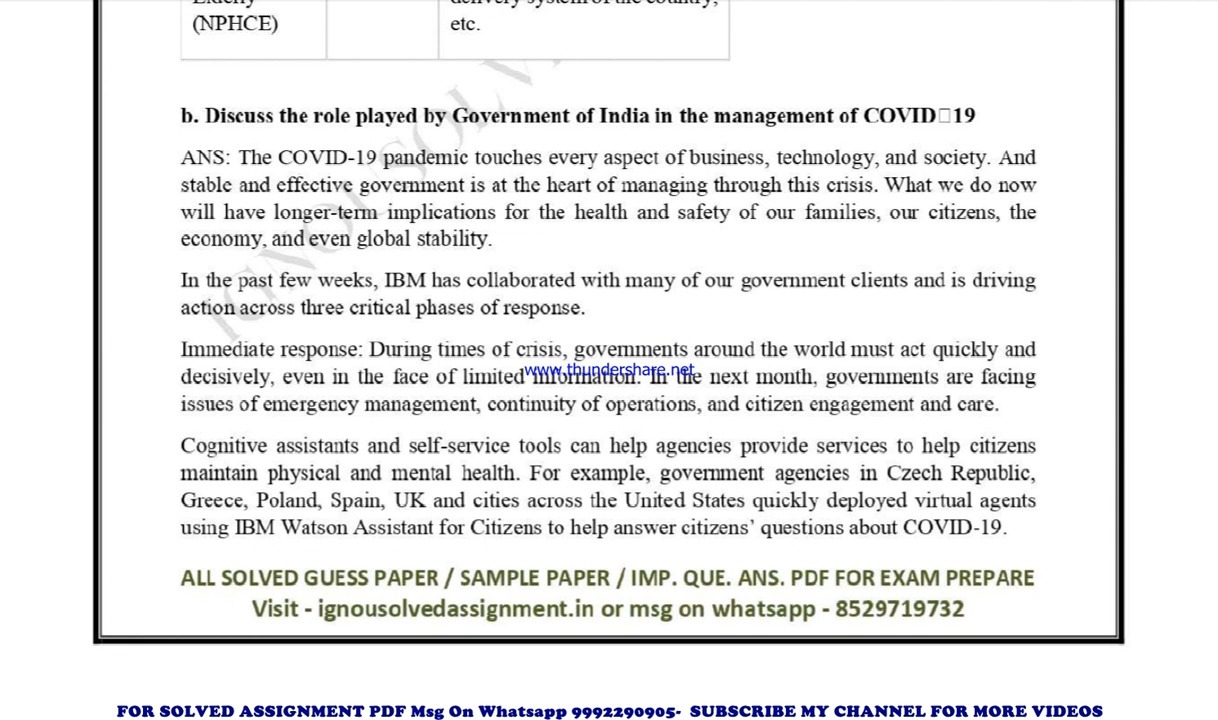 (NPHCE)
etc.
b. Discuss the role played by Government of India in the management of COVID□19
ANS: The COVID-19 pandemic touches every aspect of business, technology, and society. And
stable and effective government is at the heart of managing through this crisis. What we do now
will have longer-term implications for the health and safety of our families, our citizens, the
economy, and even global stability.
In the past few weeks, IBM has collaborated with many of our government clients and is driving
action across three critical phases of response.
Immediate response: During times of crisis, governments around the world must act quickly and
www.thundershare.net
decisively, even in the face of limited information. In the next month, governments are facing
issues of emergency management, continuity of operations, and citizen engagement and care.
Cognitive assistants and self-service tools can help agencies provide services to help citizens
maintain physical and mental health. For example, government agencies in Czech Republic,
Greece, Poland, Spain, UK and cities across the United States quickly deployed virtual agents
using IBM Watson Assistant for Citizens to help answer citizens’ questions about COVID-19.
ALL SOLVED GUESS PAPER / SAMPLE PAPER / IMP. QUE. ANS. PDF FOR EXAM PREPARE
Visit - ignousolvedassignment.in or msg on whatsapp - 8529719732
FOR SOLVED ASSIGNMENT PDF Msg On Whatsapp 9992290905- SUBSCRIBE MY CHANNEL FOR MORE VIDEOS